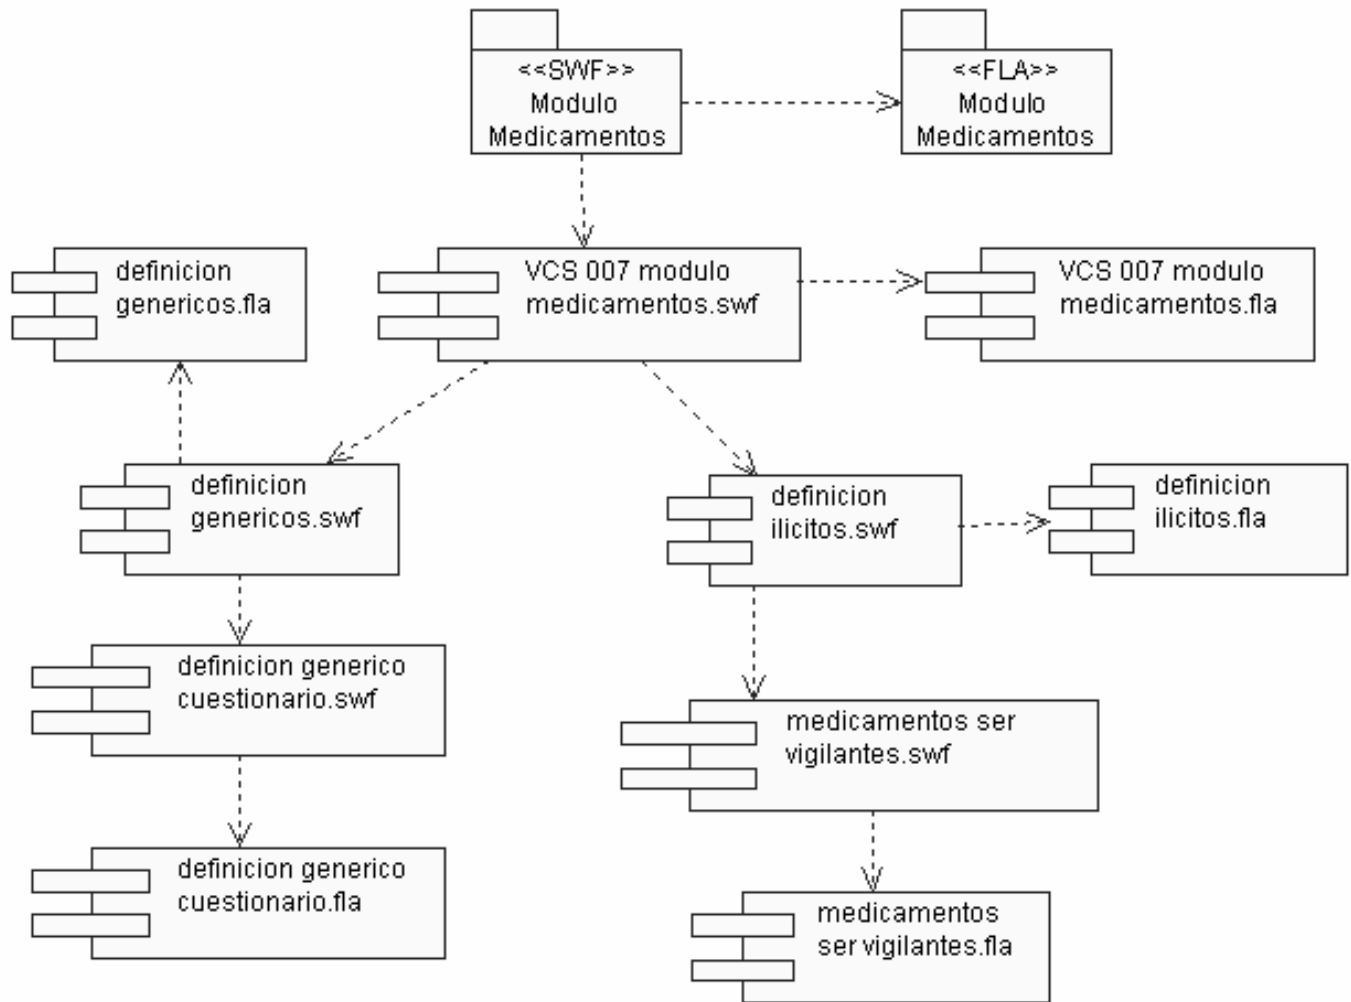 <<SWF>>
Modulo
Medicamentos
<<FLA>>
Modulo
Medicamentos
definicion
genericos.fla
VCS 007 modulo
medicamentos.swf
VCS 007 modulo
medicamentos.fla
definicion
genericos.swf
definicion
ilicitos.swf
definicion
ilicitos.fla
definicion generico
cuestionario.swf
medicamentos ser
vigilantes.swf
definicion generico
cuestionario.fla
medicamentos
ser vigilantes.fla